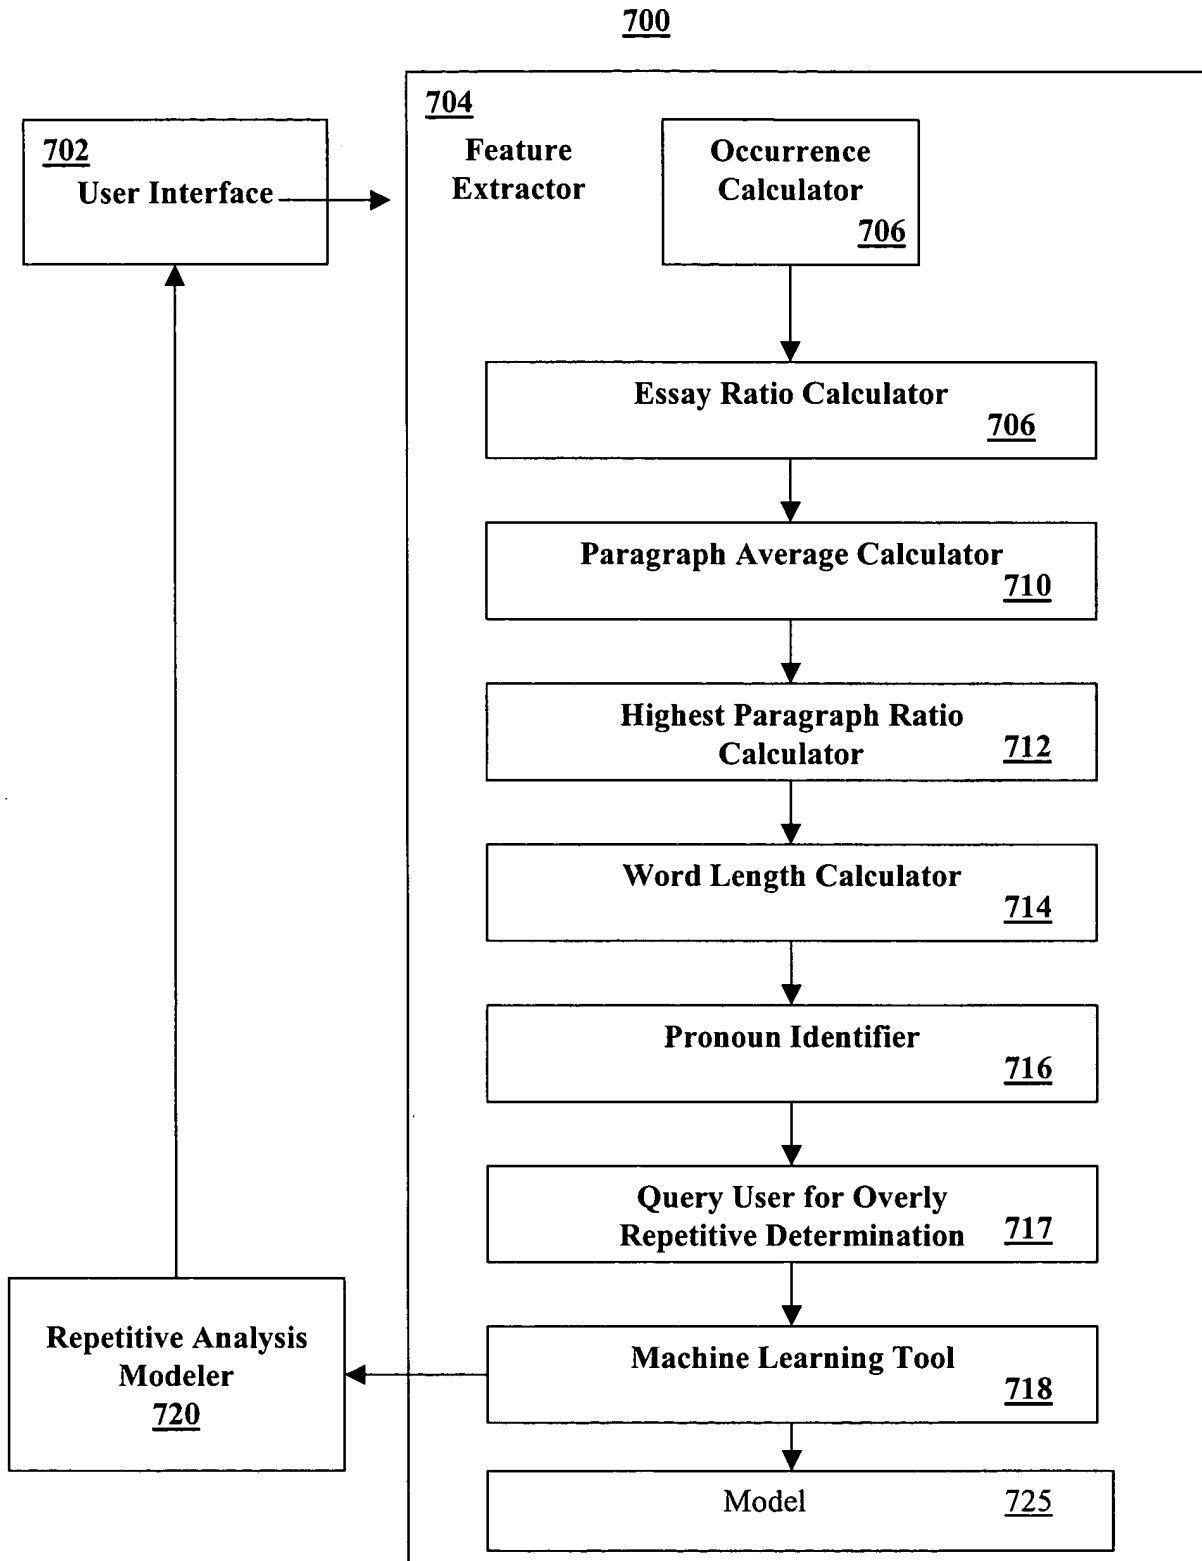 700
704
702
User Interface
Feature
Extractor
Occurrence
Calculator
706
Essay Ratio Calculator
706
Paragraph Average Calculator
710
Highest Paragraph Ratio
Calculator
712
Word Length Calculator
714
Pronoun Identifier
716
Query User for Overly
Repetitive Determination
717
Machine Learning Tool
718
Repetitive Analysis
Modeler
720
Model
725